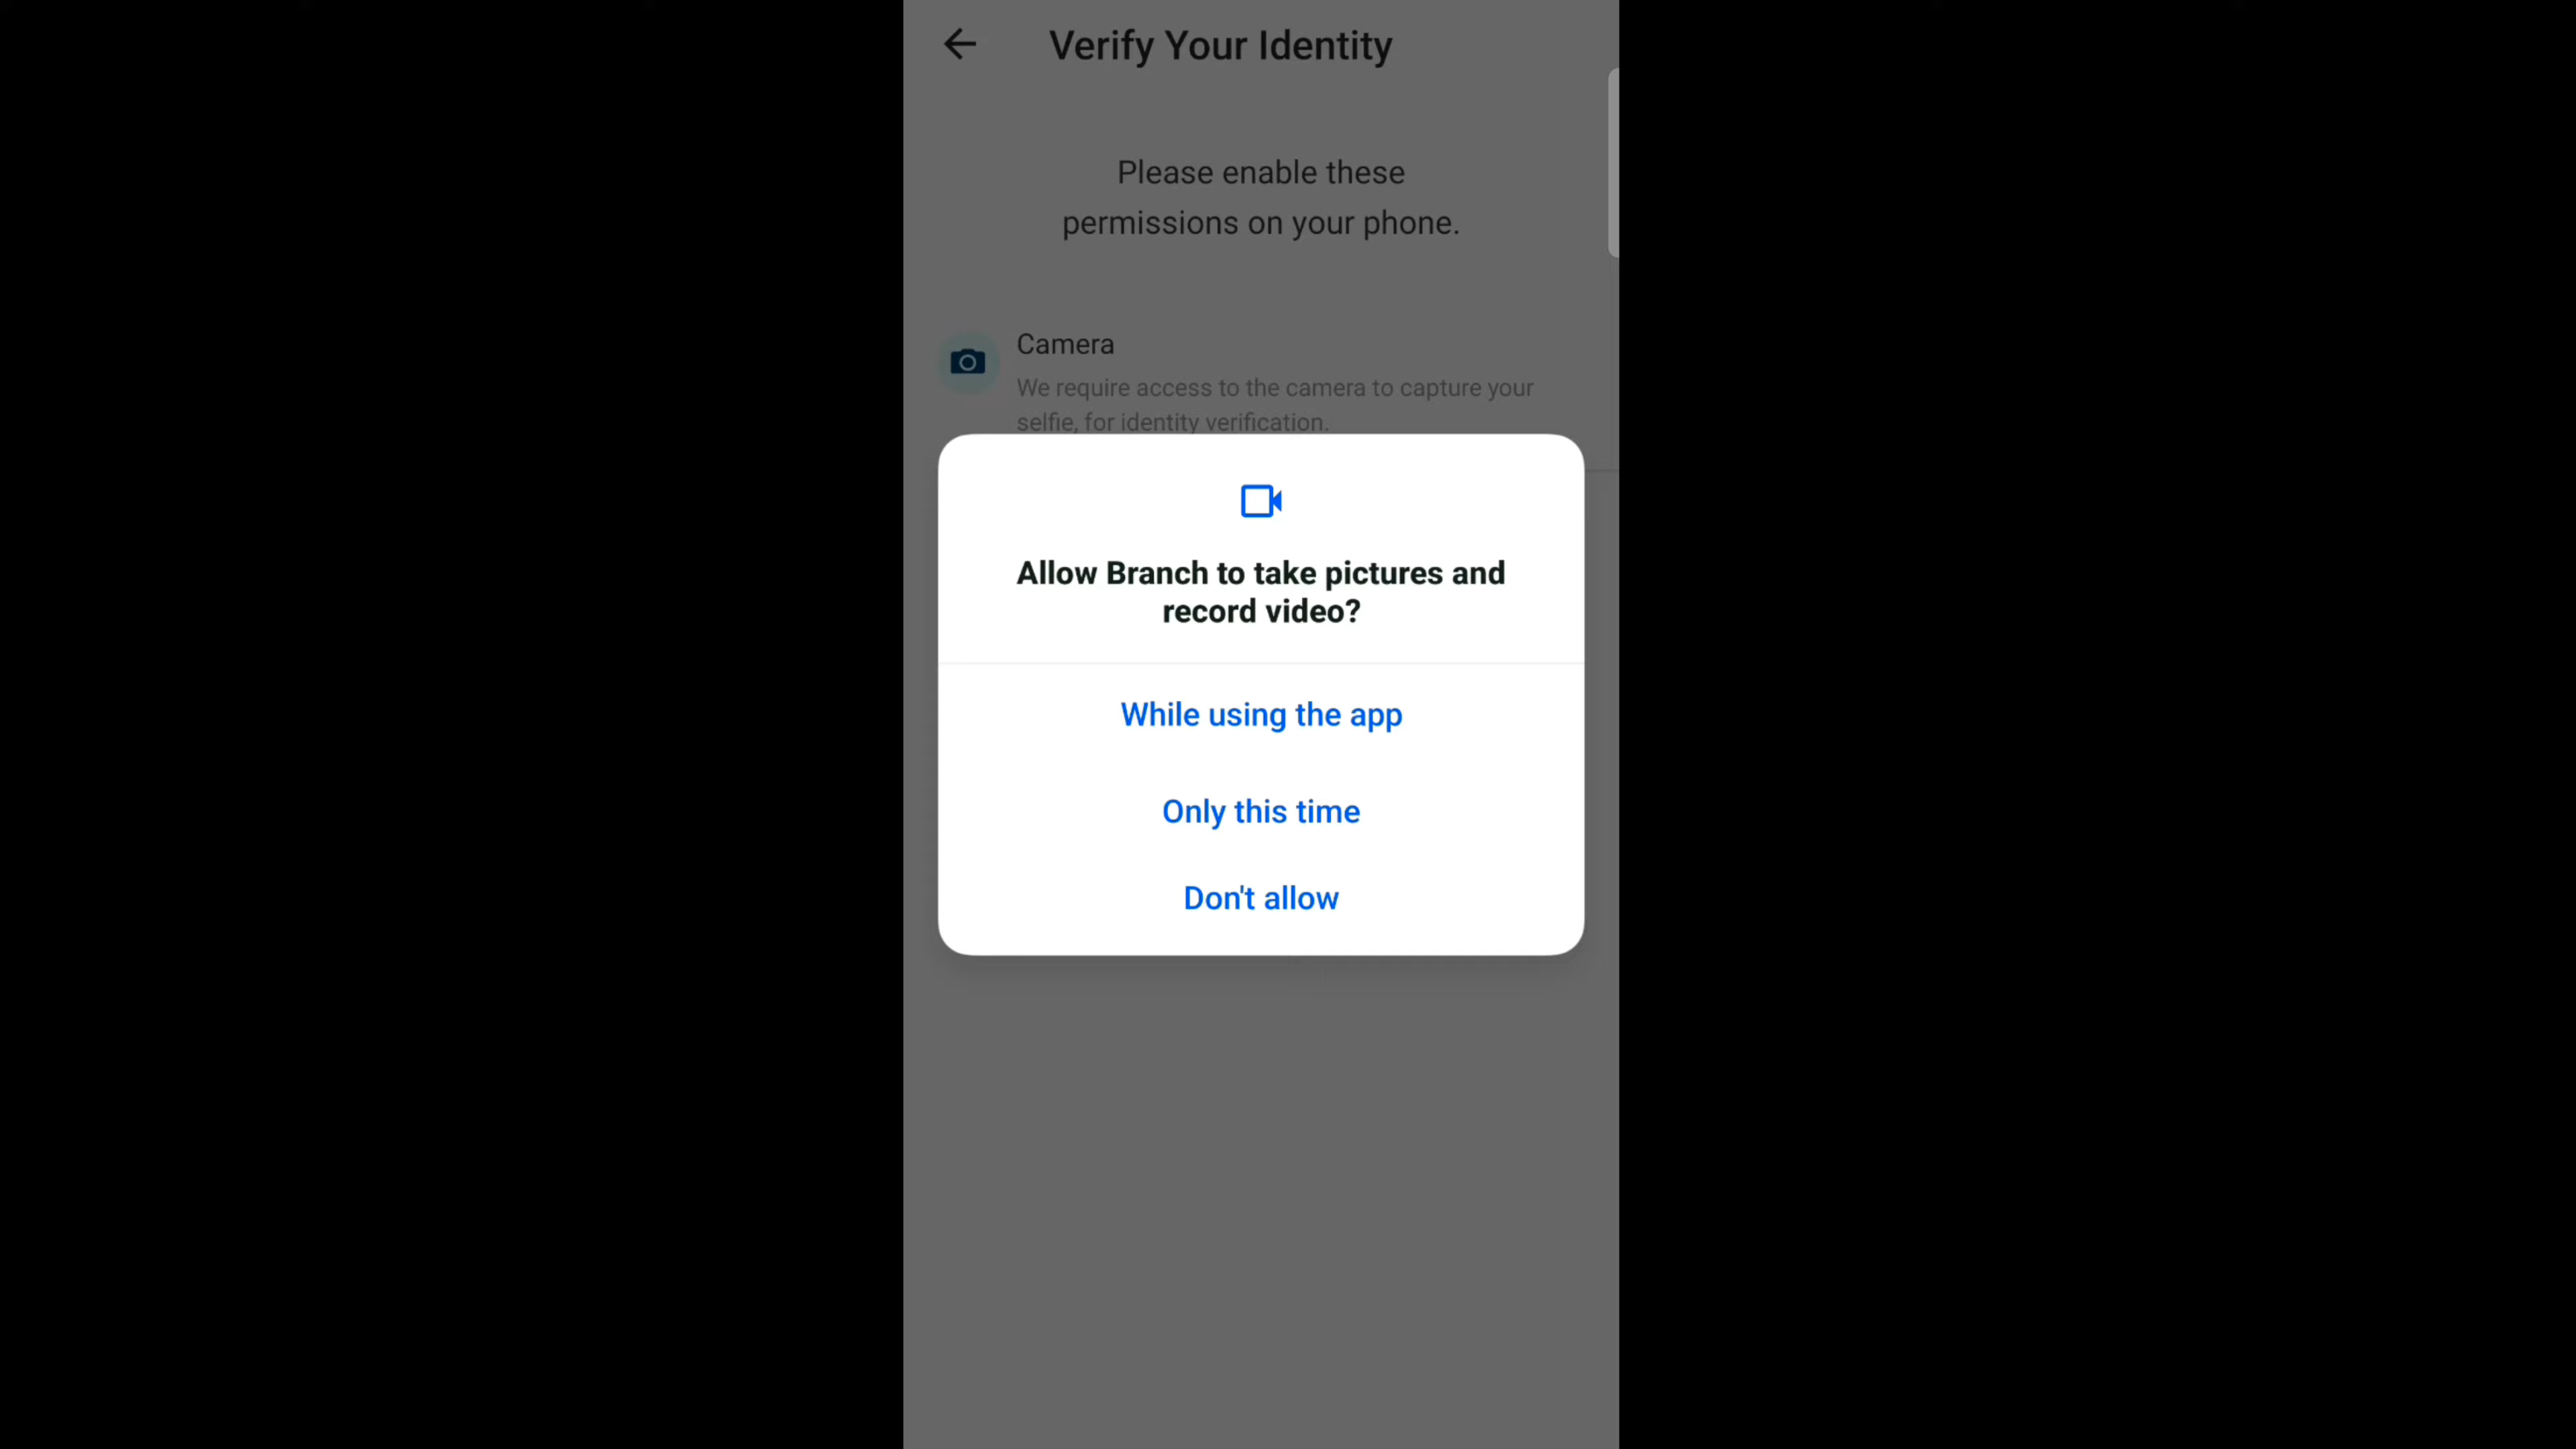 Verify Your Identity
Please enable these
permissions on your phone.
Camera
We require access to the camera to capture your
selfie, for identity verification.
Allow Branch to take pictures and
record video?
While using the app
Only this time
Don't allow